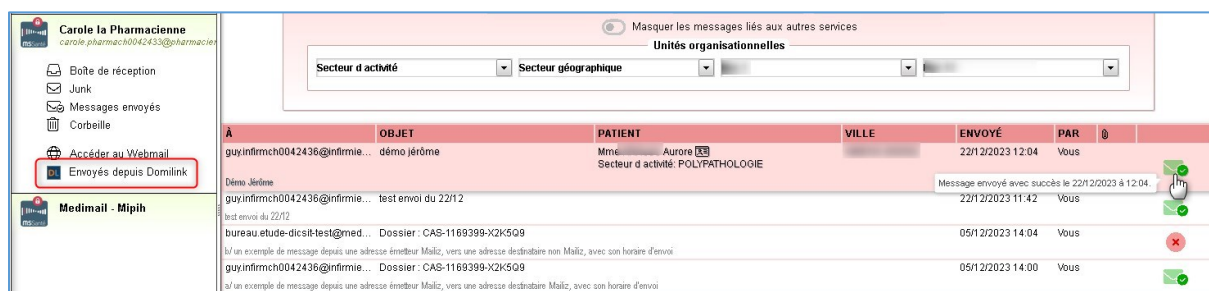 Carole la Pharmacienne
carole.pharmach0042433@pharmacier
MSSanté
Boîte de réception
Junk
Messages envoyés
Corbeille
Accéder au Webmail
DL Envoyés depuis Domilink
Medimail - Mipih
MSSanté
Masquer les messages liés aux autres services
Unités organisationnelles
Secteur d activité Secteur géographique
À OBJET PATIENT VILLE ENVOYÉ PAR
guy.infirmch0042436@infirmie... démo jérôme Mme Aurore 22/12/2023 12:04 Vous
Secteur d activité: POLYPATHOLOGIE
Démo Jérôme
Message envoyé avec succès le 22/12/2023 à 12:04.
guy.infirmch0042436@infirmie... test envoi du 22/12 22/12/2023 11:42 Vous
test envoi du 22/12
bureau.etude-dicsit-test@med... Dossier : CAS-1169399-X2K5Q9 05/12/2023 14:04 Vous
b/ un exemple de message depuis une adresse émetteur Mailiz, vers une adresse destinataire non Mailiz, avec son horaire d'envoi
guy.infirmch0042436@infirmie... Dossier : CAS-1169399-X2K5Q9 05/12/2023 14:00 Vous
a/ un exemple de message depuis une adresse émetteur Mailiz, vers une adresse destinataire Mailiz, avec son horaire d'envoi